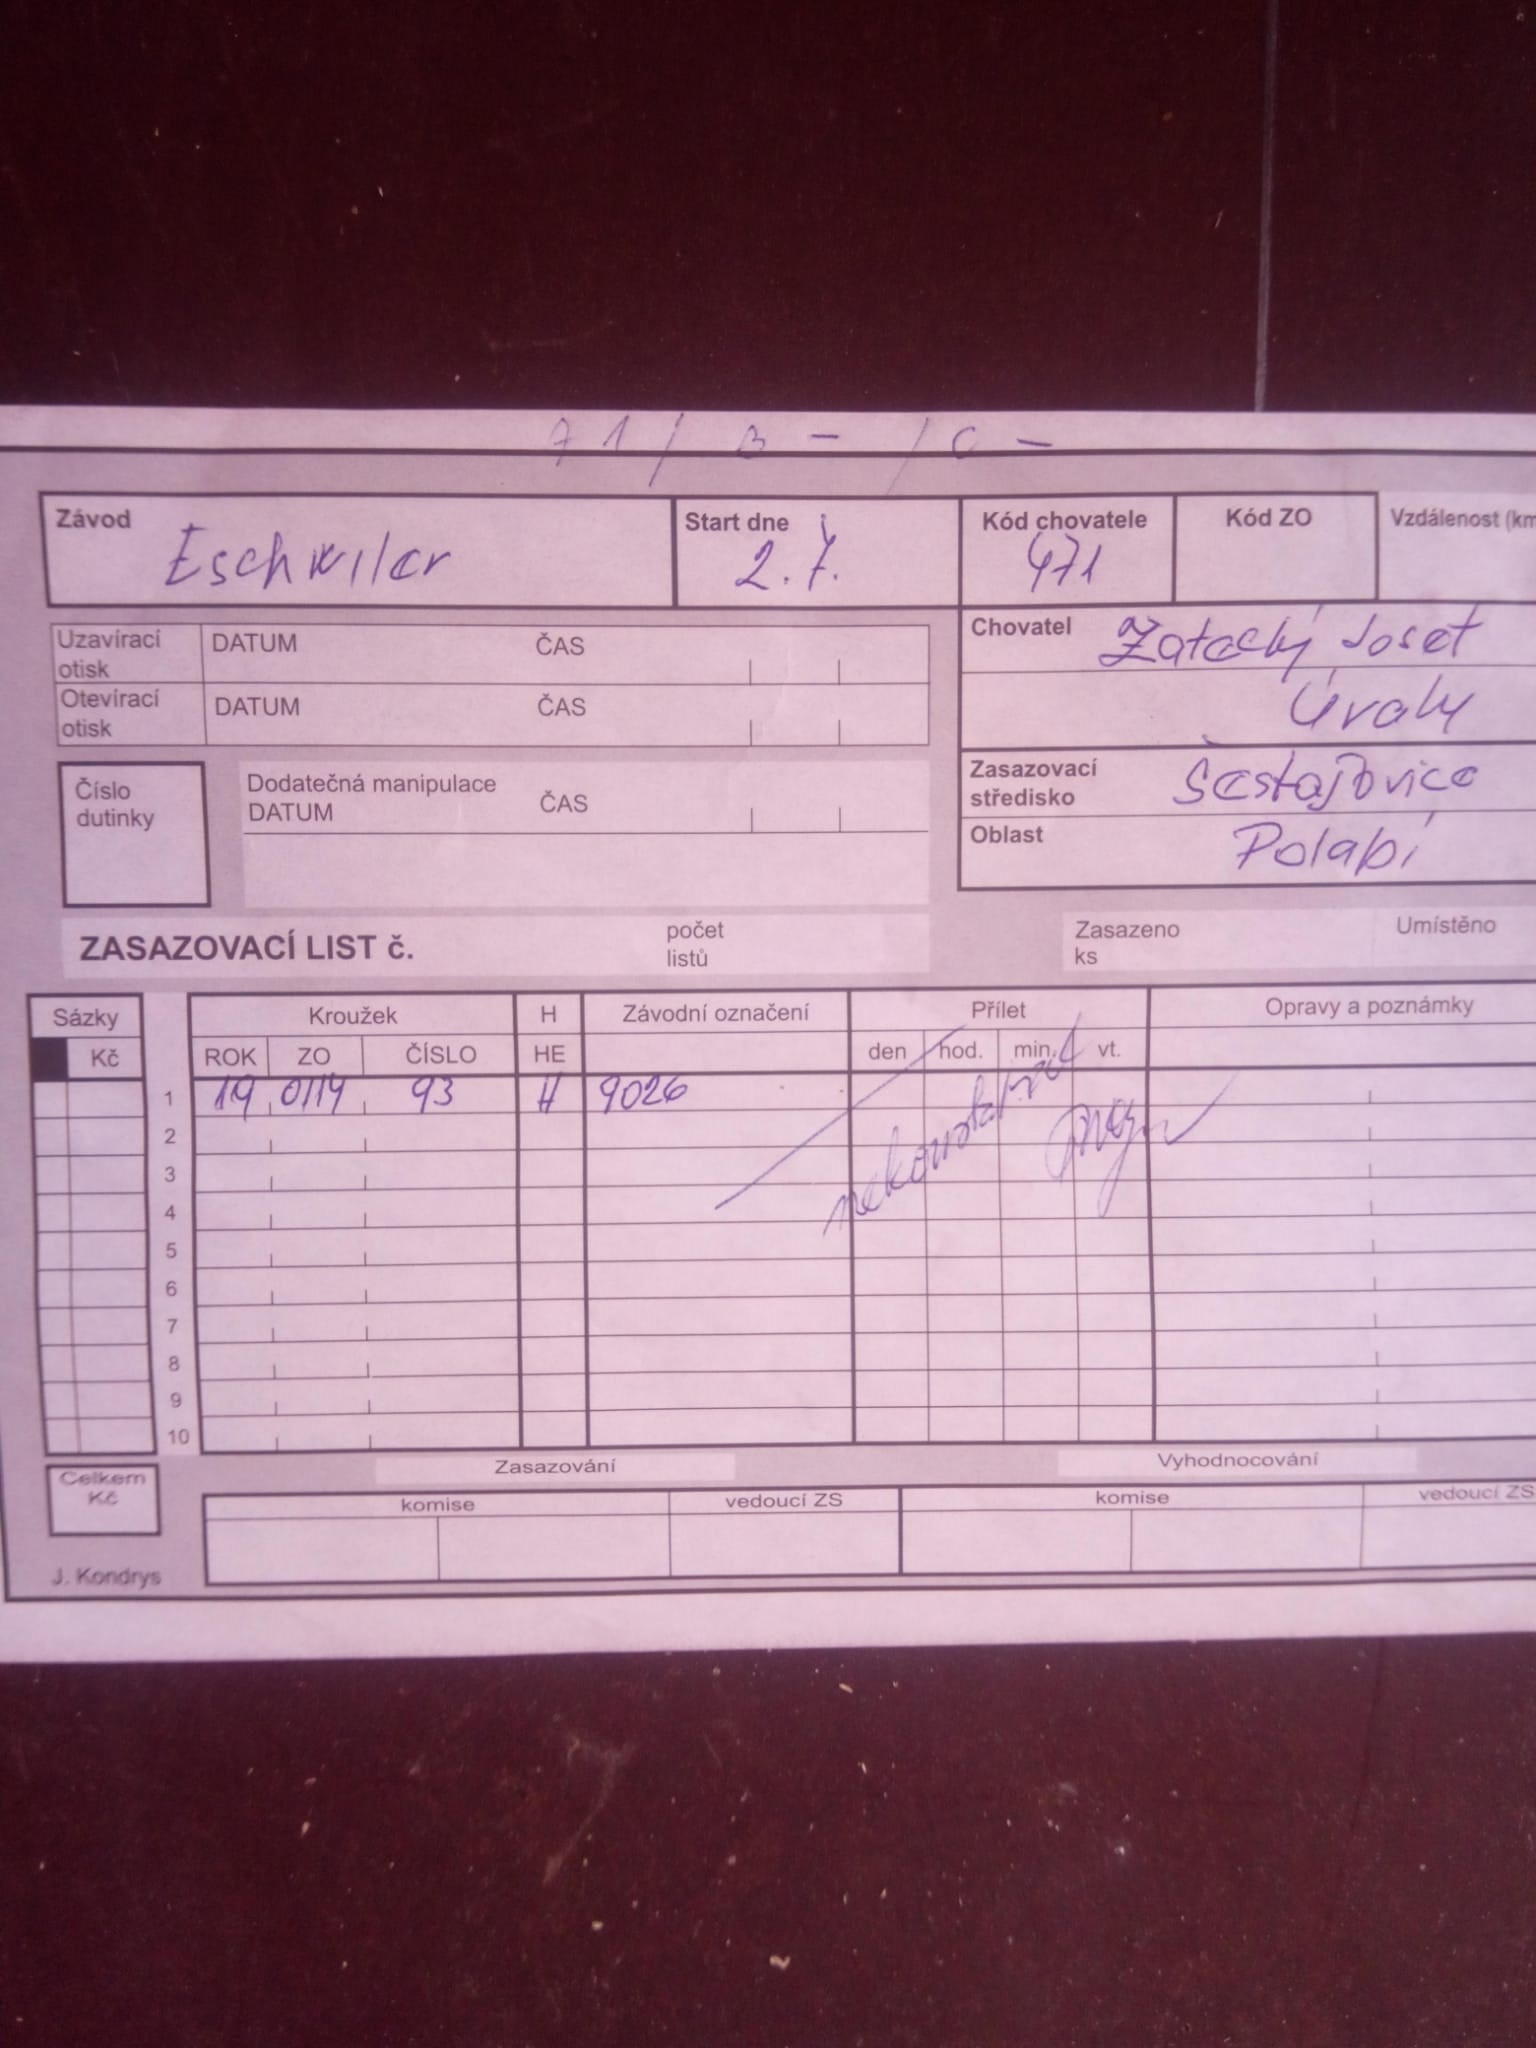 71 / B - / C -
Závod
Eschwiler
Start dne
2.7.
Kód chovatele
471
Kód ZO
Vzdálenost (km
Uzavírací
otisk
DATUM
ČAS
Otevírací
otisk
DATUM
ČAS
Chovatel
Josef
Úvaly
Číslo
dutinky
Dodatečná manipulace
DATUM
ČAS
Zasazovací
středisko
Šestajovice
Oblast
Polabí
ZASAZOVACÍ LIST č.
počet
listů
Zasazeno
ks
Umístěno
Sázky
Kč
Kroužek
H
Závodní označení
Přílet
Opravy a poznámky
ROK ZO ČÍSLO
HE
den hod. min. vt.
1 19 0114 93 H 9026
2
3
4
5
6
7
8
9
10
Celkem
Kč
Zasazování
Vyhodnocování
komise
vedoucí ZS
komise
vedoucí ZS
J. Kondrys